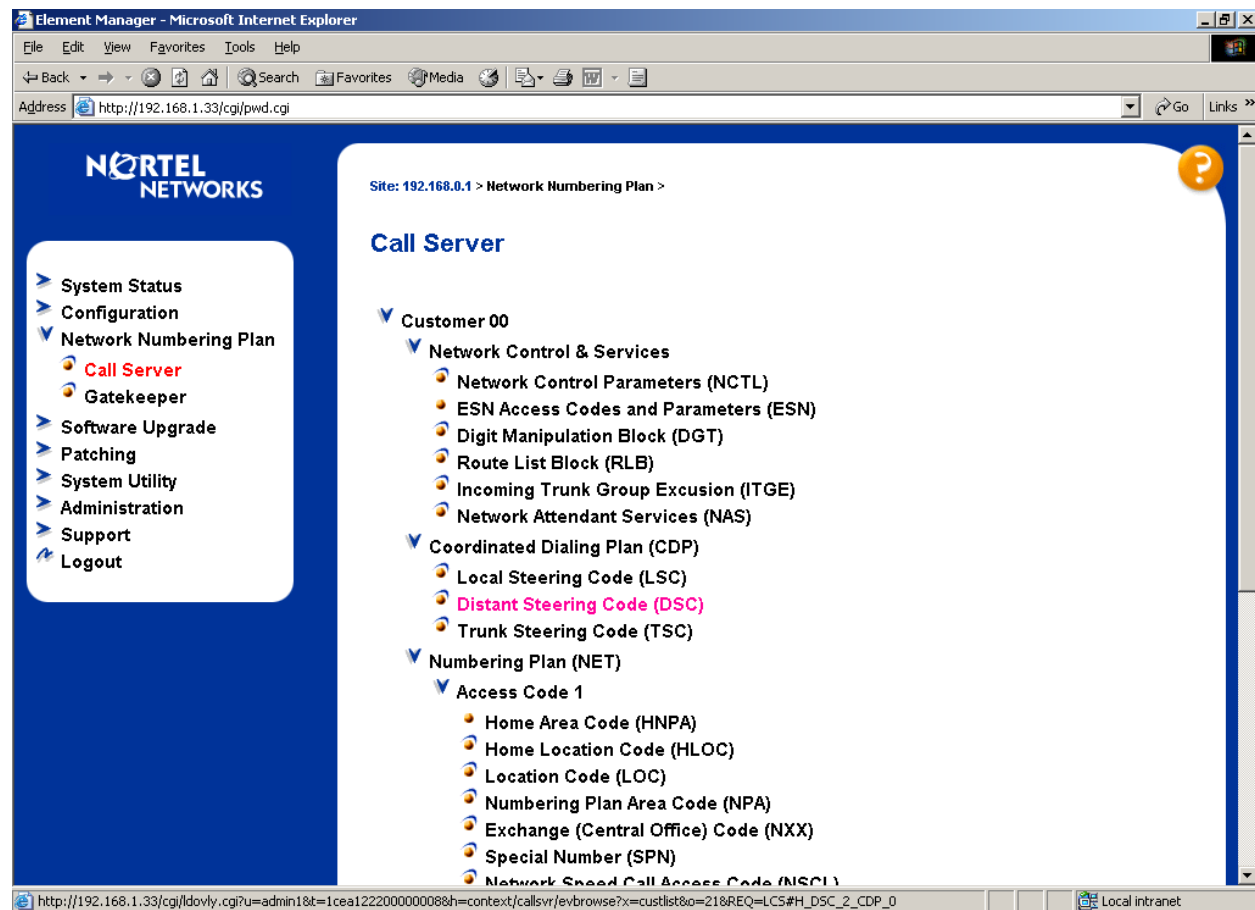 Element Manager - Microsoft Internet Explorer
File Edit View Favorites Tools Help
Back Search Favorites Media
Address http://192.168.1.33/cgi/pwd.cgi Go Links »
NORTEL
NETWORKS
Site: 192.168.0.1 > Network Numbering Plan >
Call Server
System Status
Configuration
Network Numbering Plan
Call Server
Gatekeeper
Software Upgrade
Patching
System Utility
Administration
Support
Logout
Customer 00
Network Control & Services
Network Control Parameters (NCTL)
ESN Access Codes and Parameters (ESN)
Digit Manipulation Block (DGT)
Route List Block (RLB)
Incoming Trunk Group Excusion (ITGE)
Network Attendant Services (NAS)
Coordinated Dialing Plan (CDP)
Local Steering Code (LSC)
Distant Steering Code (DSC)
Trunk Steering Code (TSC)
Numbering Plan (NET)
Access Code 1
Home Area Code (HNPA)
Home Location Code (HLOC)
Location Code (LOC)
Numbering Plan Area Code (NPA)
Exchange (Central Office) Code (NXX)
Special Number (SPN)
Network Speed Call Access Code (NSCL)
http://192.168.1.33/cgi/ldovly.cgi?u=admin1&t=1cea122200000008&h=context/callsvr/evbrowse?x=custlist&o=21&REQ=LCS#H_DSC_2_CDP_0 Local intranet